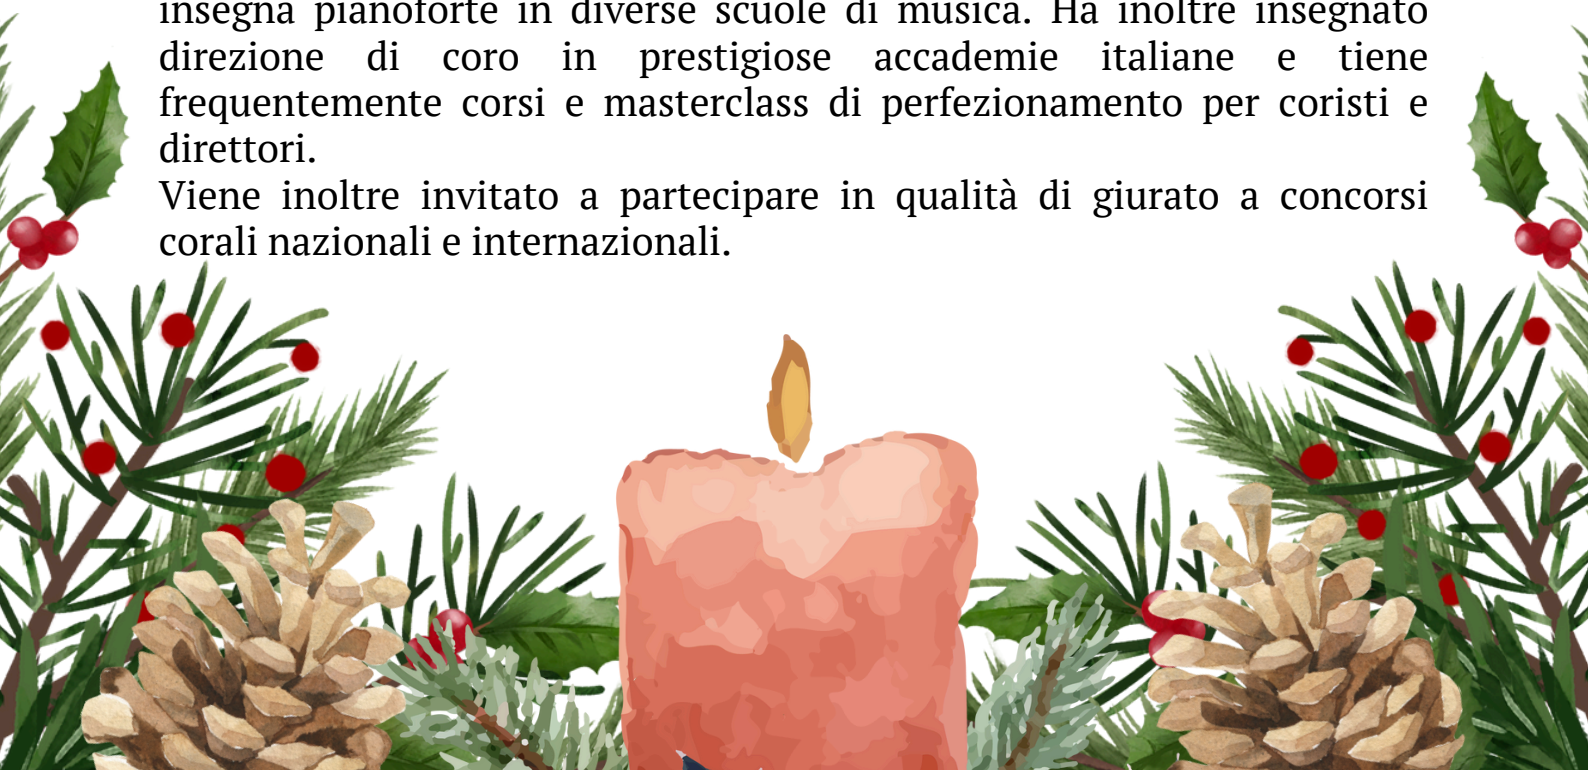 insegna pianoforte in diverse scuole di musica. Ha inoltre insegnato
direzione di coro in prestigiose accademie italiane e tiene
frequentemente corsi e masterclass di perfezionamento per coristi e
direttori.
Viene inoltre invitato a partecipare in qualità di giurato a concorsi
corali nazionali e internazionali.